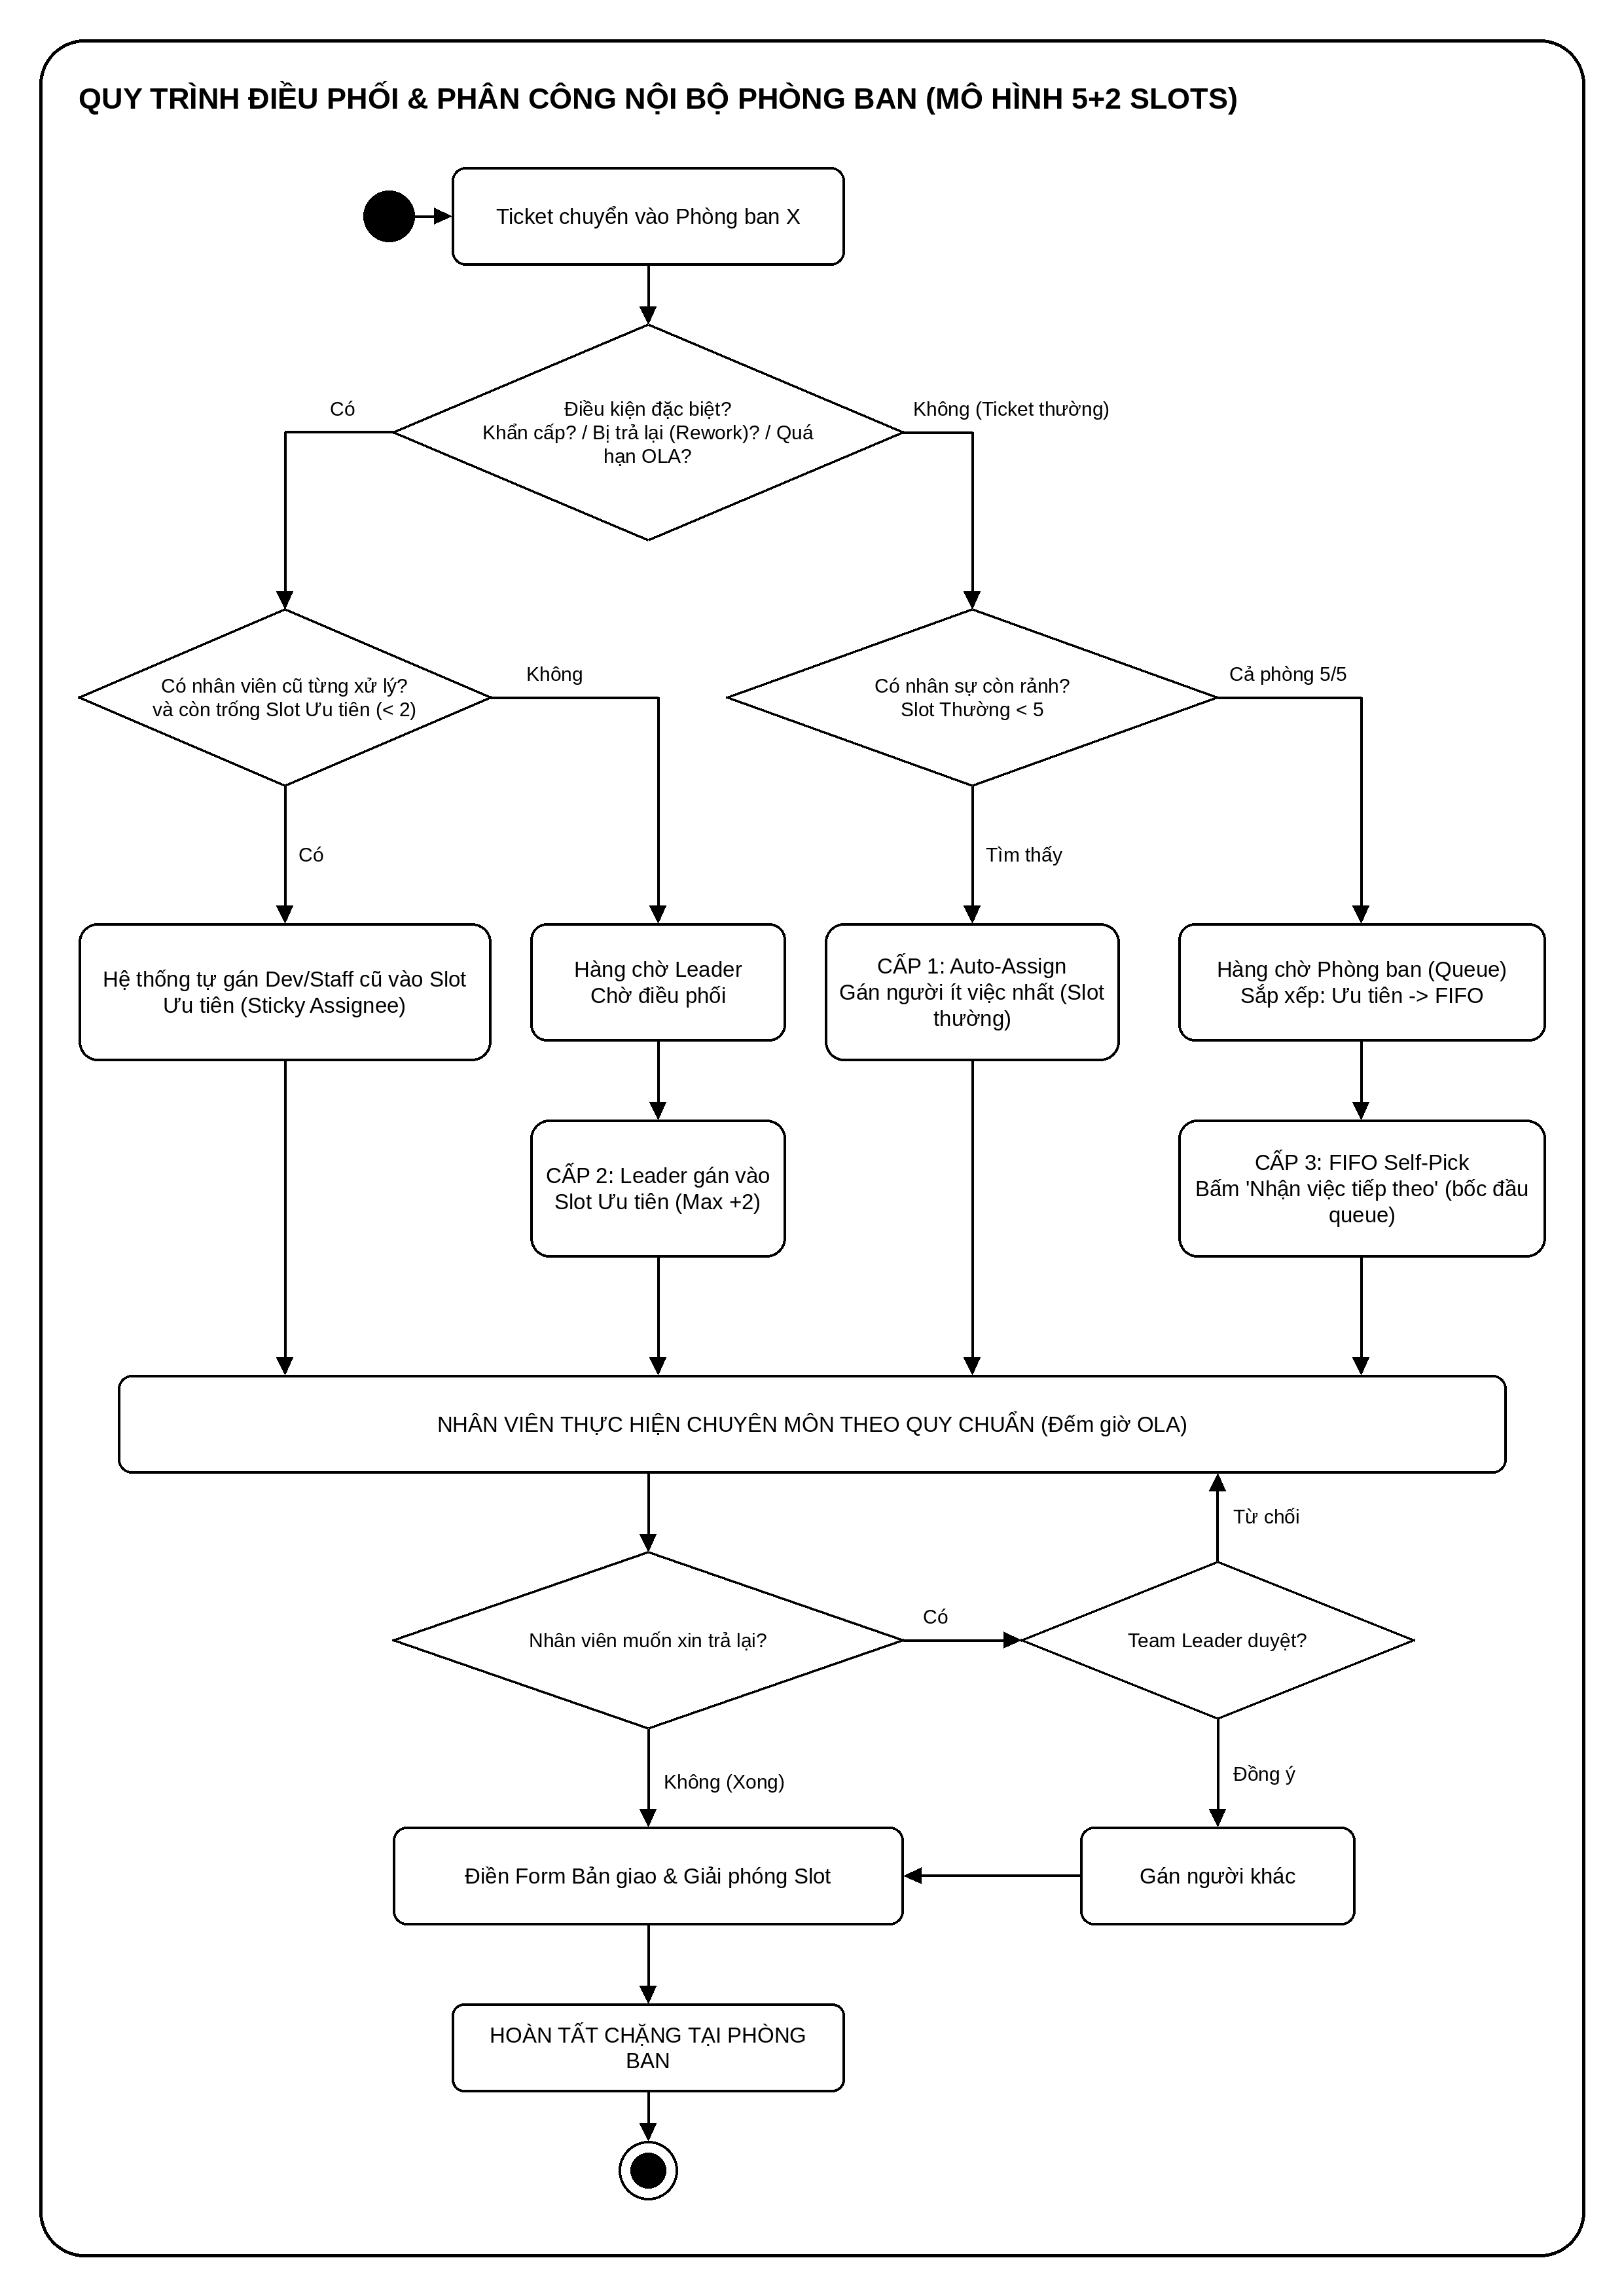 QUY TRÌNH ĐIỀU PHỐI & PHÂN CÔNG NỘI BỘ PHÒNG BAN (MÔ HÌNH 5+2 SLOTS)
Ticket chuyển vào Phòng ban X
Điều kiện đặc biệt?
Khẩn cấp? / Bị trả lại (Rework)? / Quá
hạn OLA?
Có
Không (Ticket thường)
Có nhân viên cũ từng xử lý?
và còn trống Slot Ưu tiên (< 2)
Không
Có nhân sự còn rảnh?
Slot Thường < 5
Cả phòng 5/5
Có
Tìm thấy
Hệ thống tự gán Dev/Staff cũ vào Slot
Ưu tiên (Sticky Assignee)
Hàng chờ Leader
Chờ điều phối
CẤP 1: Auto-Assign
Gán người ít việc nhất (Slot
thường)
Hàng chờ Phòng ban (Queue)
Sắp xếp: Ưu tiên -> FIFO
CẤP 2: Leader gán vào
Slot Ưu tiên (Max +2)
CẤP 3: FIFO Self-Pick
Bấm 'Nhận việc tiếp theo' (bốc đầu
queue)
NHÂN VIÊN THỰC HIỆN CHUYÊN MÔN THEO QUY CHUẨN (Đếm giờ OLA)
Từ chối
Nhân viên muốn xin trả lại?
Có
Team Leader duyệt?
Không (Xong)
Đồng ý
Điền Form Bản giao & Giải phóng Slot
Gán người khác
HOÀN TẤT CHẶNG TẠI PHÒNG
BAN